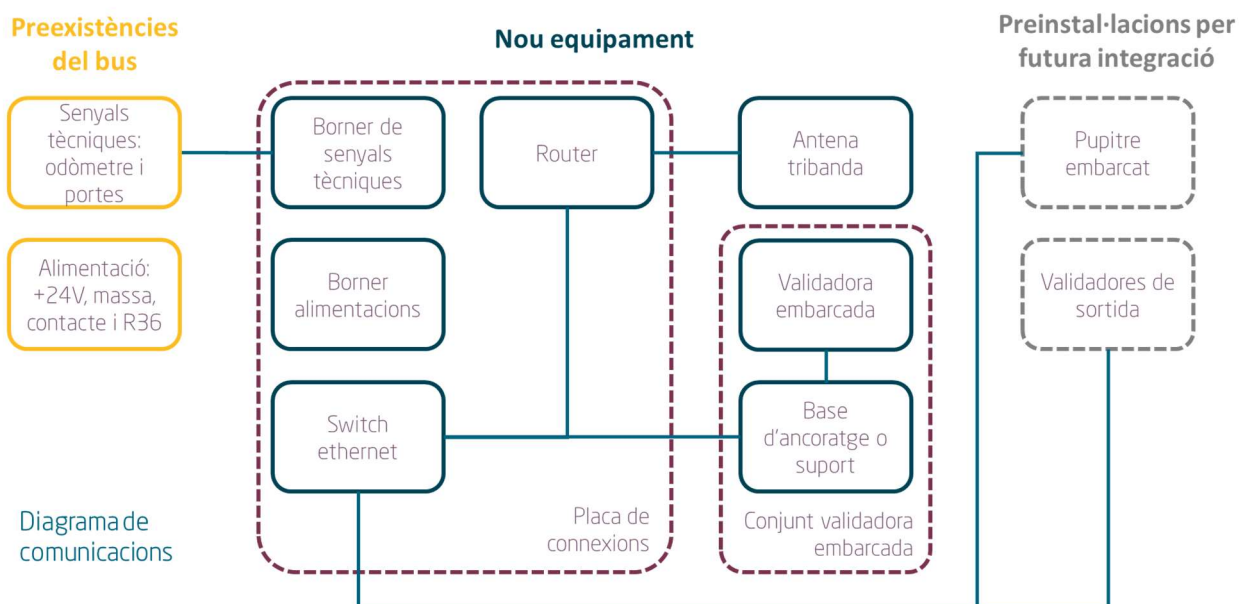 Preexistències
del bus
Nou equipament
Preinstal·lacions per
futura integració
Senyals
tècniques:
odòmetre i
portes
Borner de
senyals
tècniques
Router
Antena
tribanda
Pupitre
embarcat
Alimentació:
+24V, massa,
contacte i R36
Borner
alimentacions
Validadora
embarcada
Validadores de
sortida
Switch
ethernet
Base
d'ancoratge o
suport
Diagrama de
comunicacions
Placa de
connexions
Conjunt validadora
embarcada